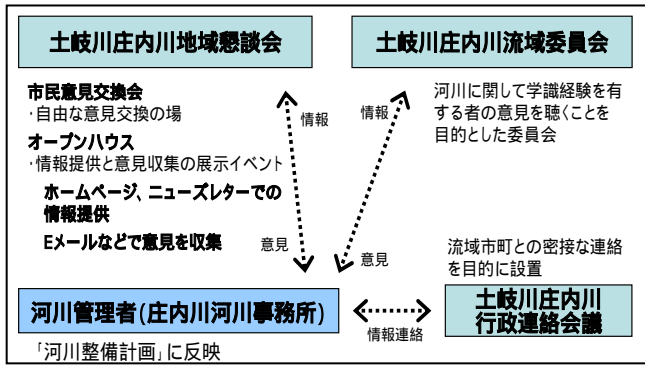 土岐川庄内川地域懇談会
市民意見交換会
・自由な意見交換の場
オープンハウス
・情報提供と意見収集の展示イベント
ホームページ、ニューズレターでの
情報提供
Eメールなどで意見を収集
土岐川庄内川流域委員会
河川に関して学識経験を有
する者の意見を聴くことを
目的とした委員会
情報
情報
意見
意見
流域市町との密接な連絡
を目的に設置
河川管理者(庄内川河川事務所)
情報連絡
土岐川庄内川
行政連絡会議
「河川整備計画」に反映